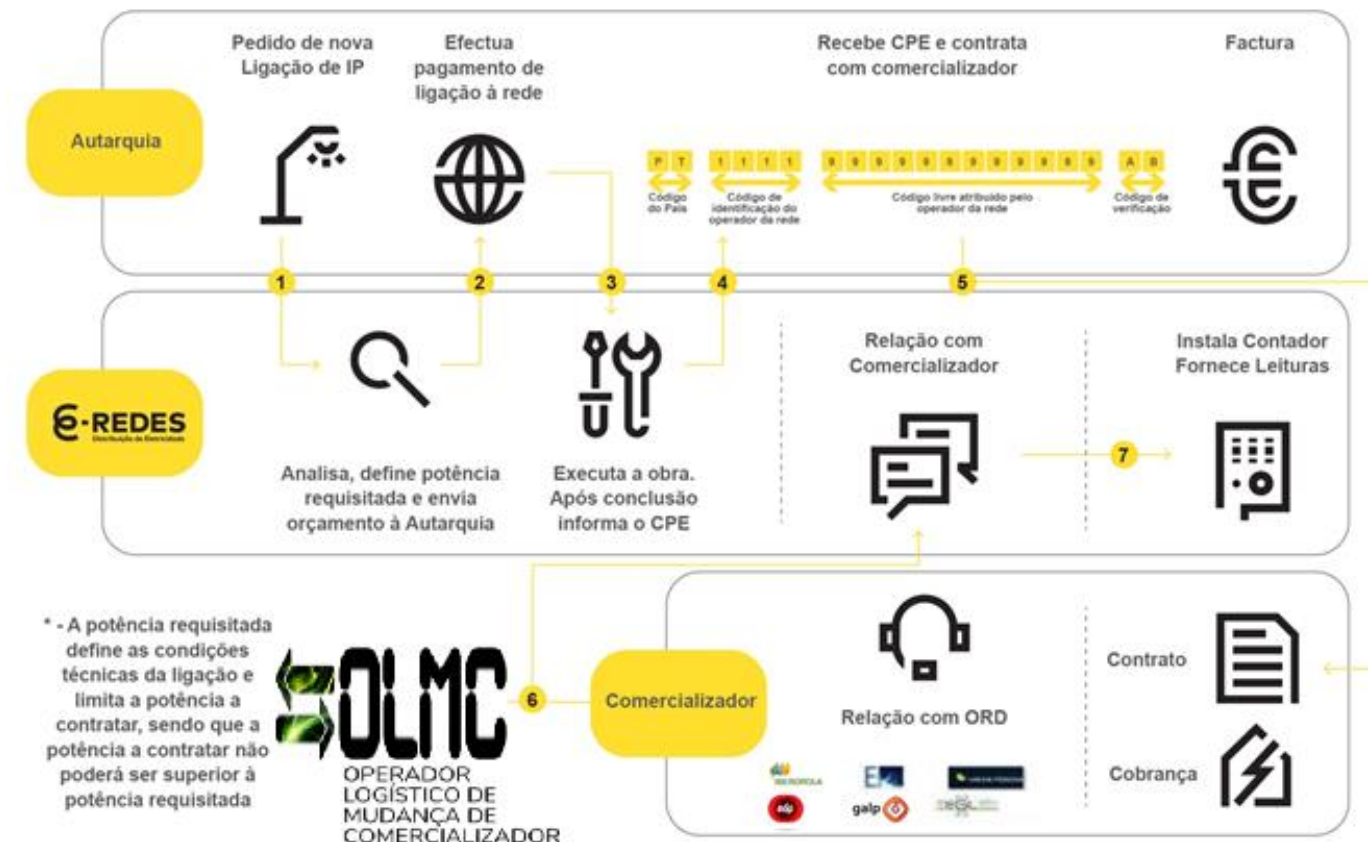 Pedido de nova
Ligação de IP
Efectua
pagamento de
ligação à rede
Recebe CPE e contrata
com comercializador
Factura
Autarquia
P T 1 1 1 1 9 9 9 9 9 9 9 9 9 9 9 9 A B
Código
do País
Código de
identificação do
operador da rede
Código livre atribuído pelo
operador da rede
Código de
verificação
1
2
3
4
5
E-REDES
Distribuição de Eletricidade
Analisa, define potência
requisitada e envia
orçamento à Autarquia
Executa a obra.
Após conclusão
informa o CPE
Relação com
Comercializador
7
Instala Contador
Fornece Leituras
* - A potência requisitada
define as condições
técnicas da ligação e
limita a potência a
contratar, sendo que a
potência a contratar não
poderá ser superior à
potência requisitada
OLMC
OPERADOR
LOGÍSTICO DE
MUDANÇA DE
COMERCIALIZADOR
6
Comercializador
Relação com ORD
IBERDROLA
edp
galp
Contrato
Cobrança